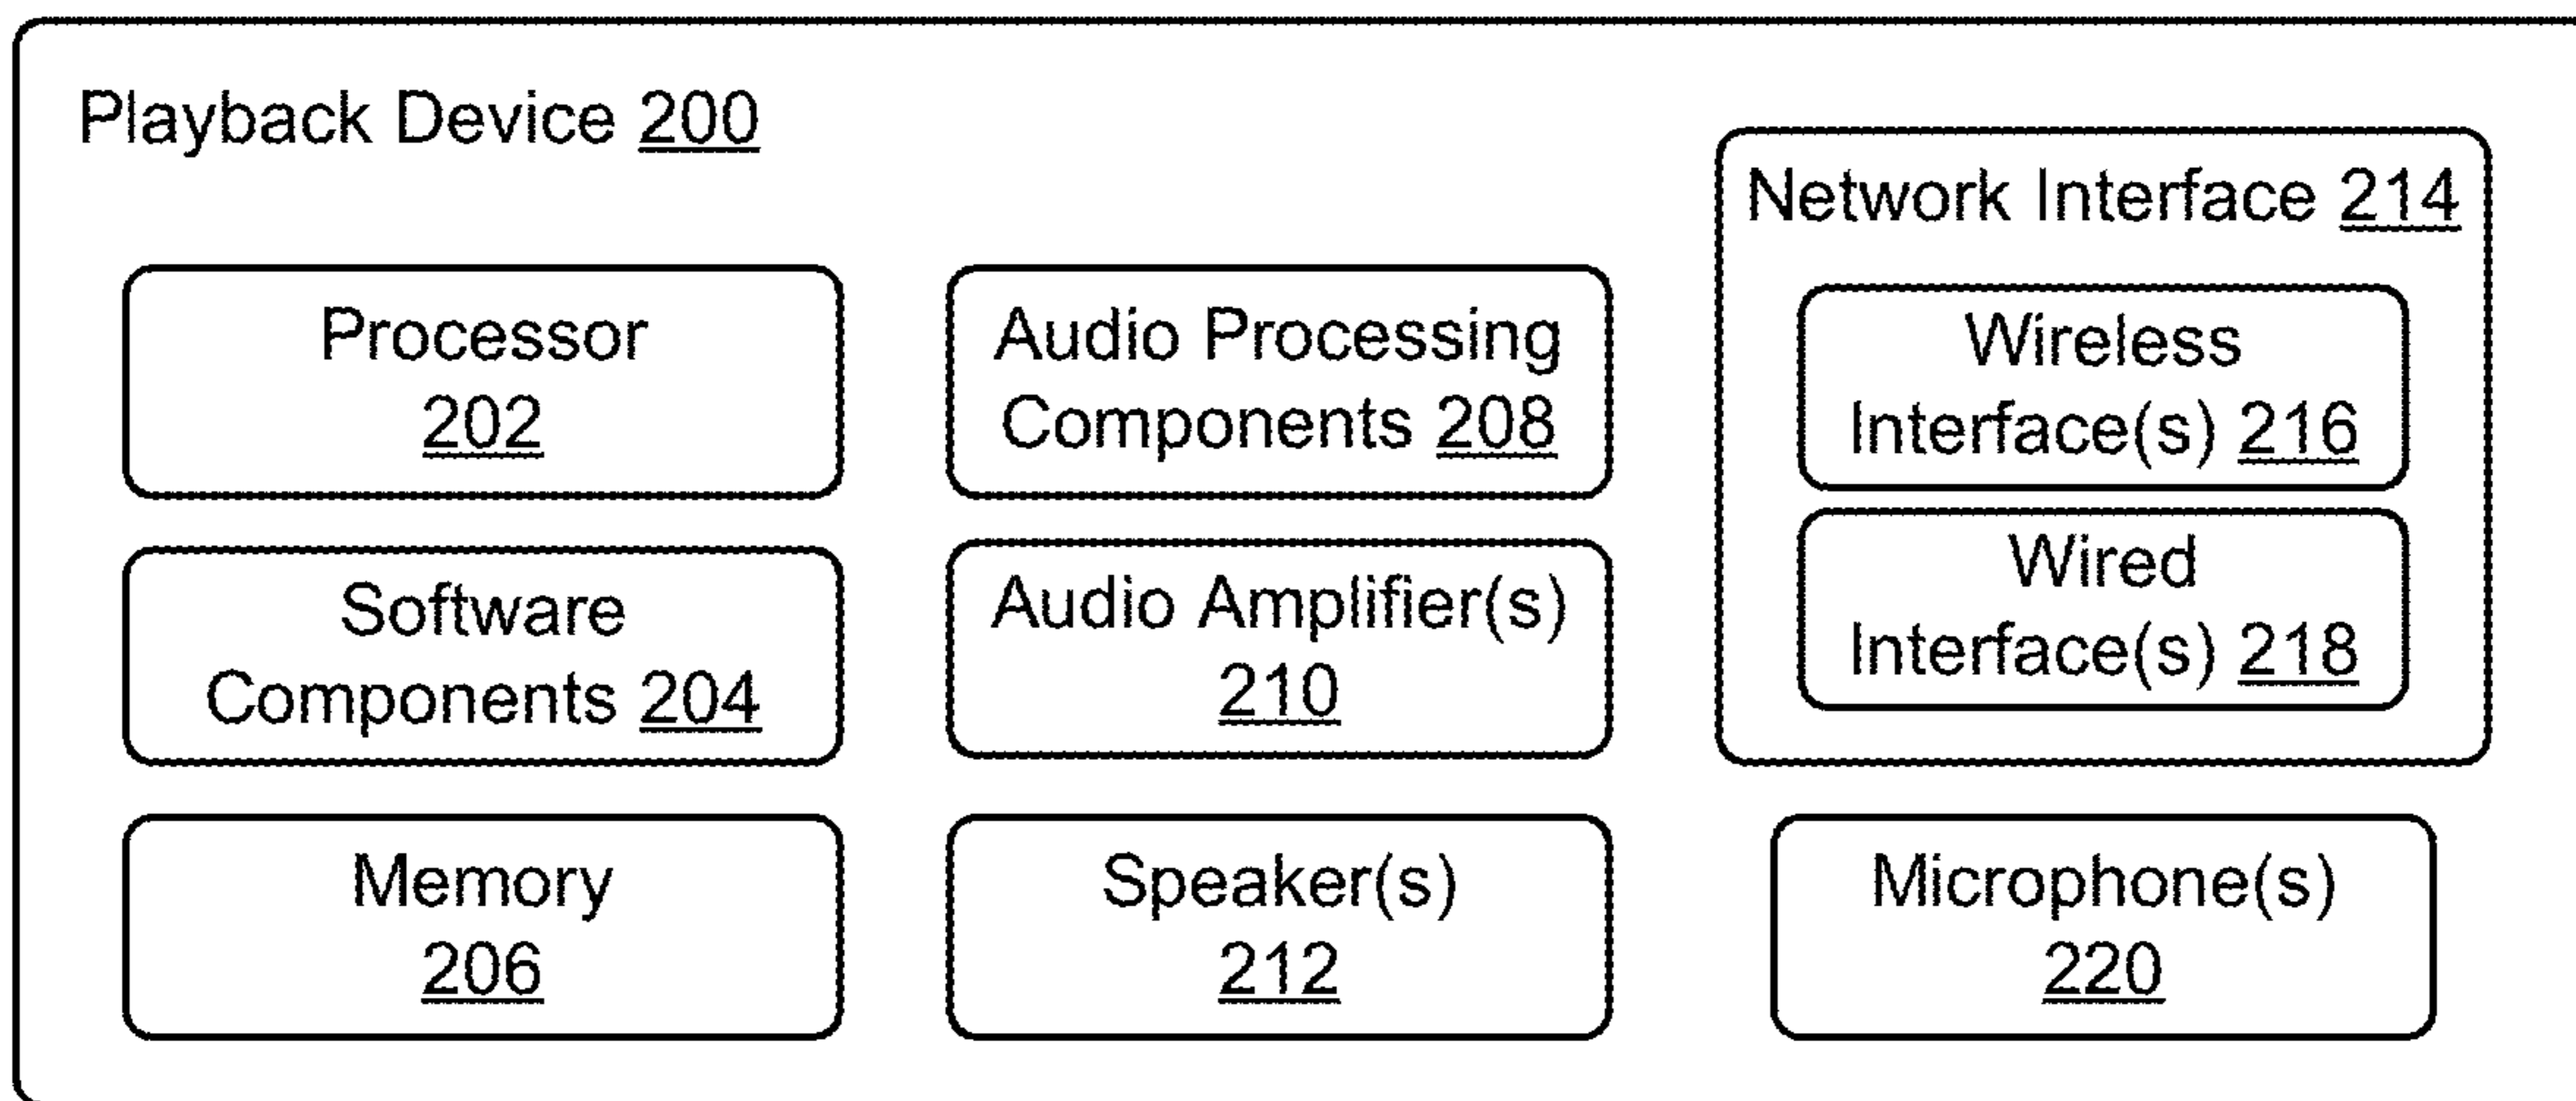 Playback Device 200
Processor
202
Software
Components 204
Memory
206
Audio Processing
Components 208
Audio Amplifier(s)
210
Speaker(s)
212
Network Interface 214
Wireless
Interface(s) 216
Wired
Interface(s) 218
Microphone(s)
220